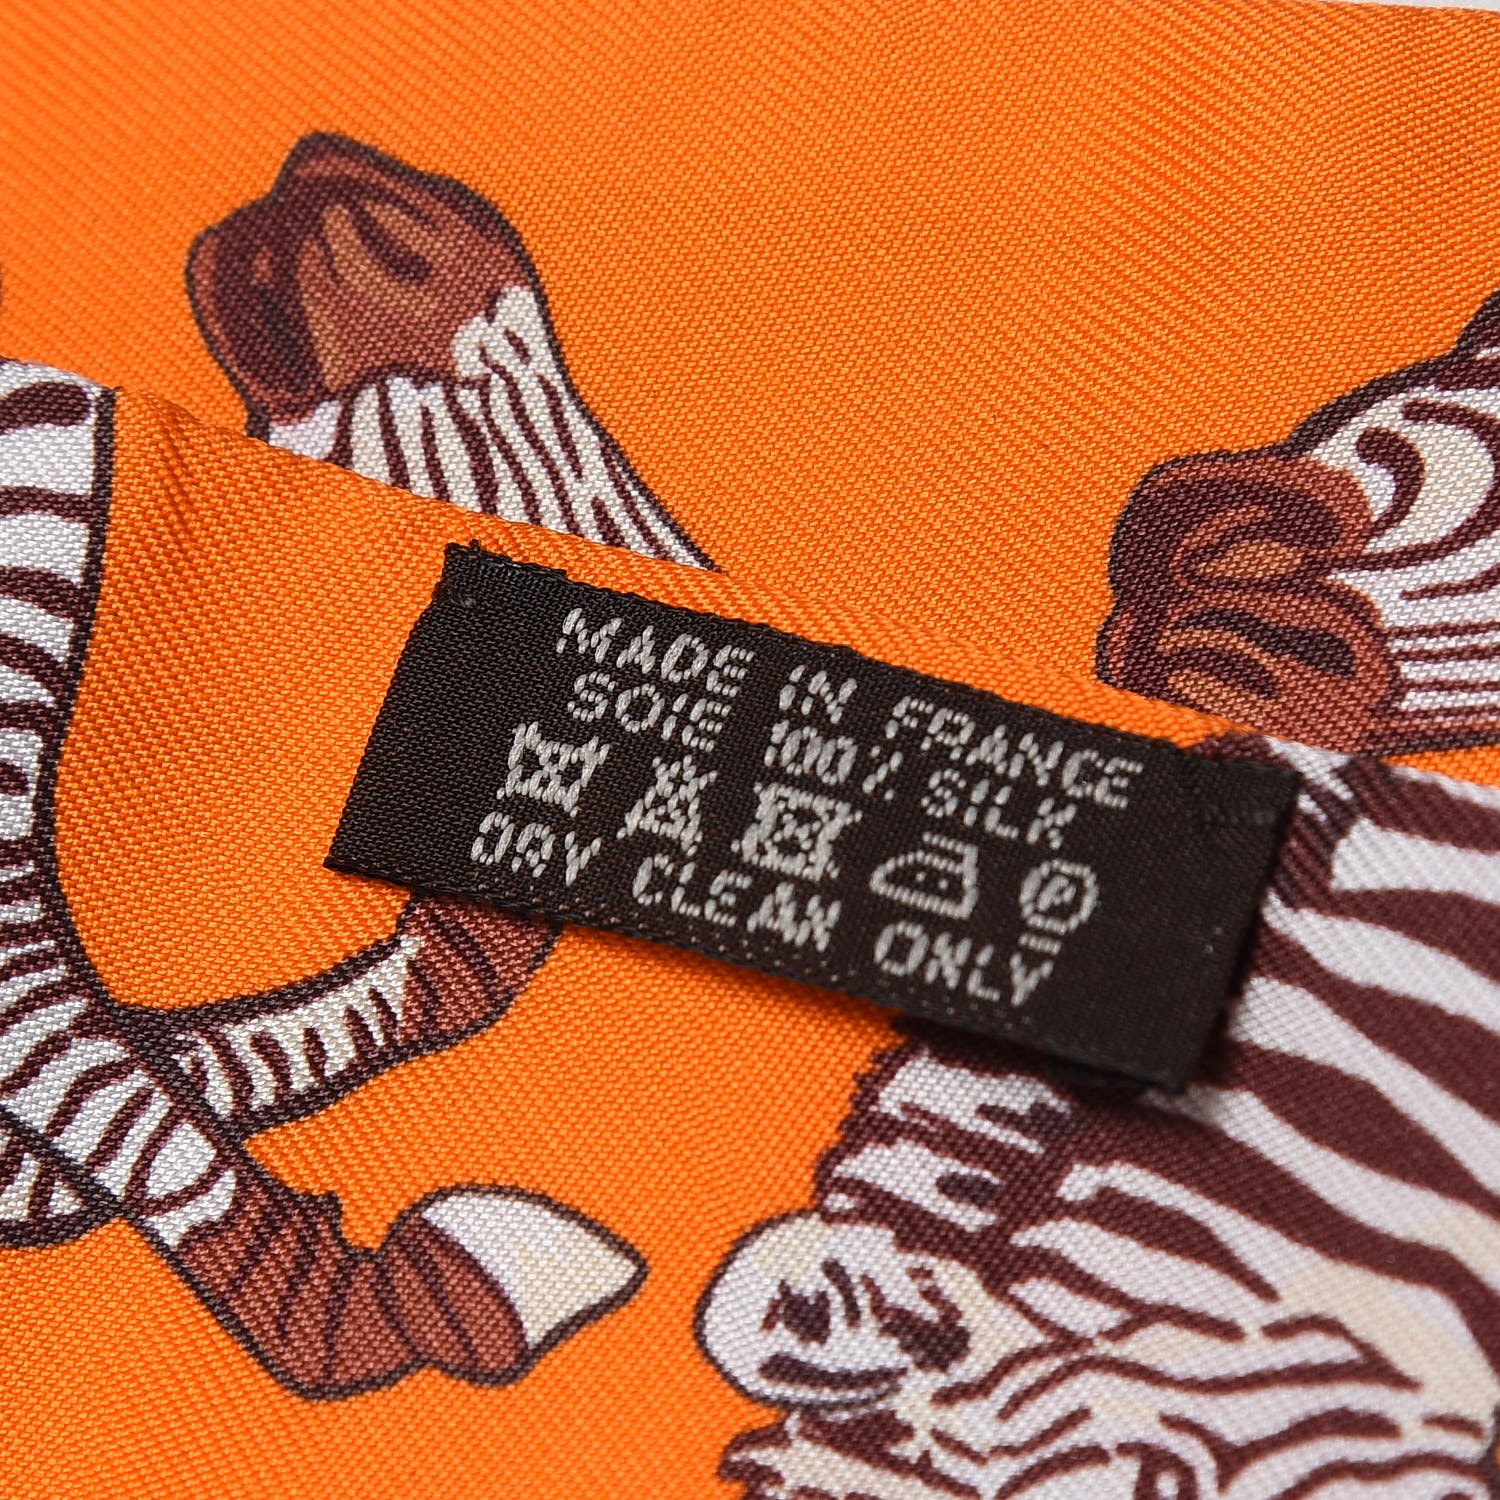 MADE IN FRANCE
SOIE 100% SILK
P
DRY CLEAN ONLY